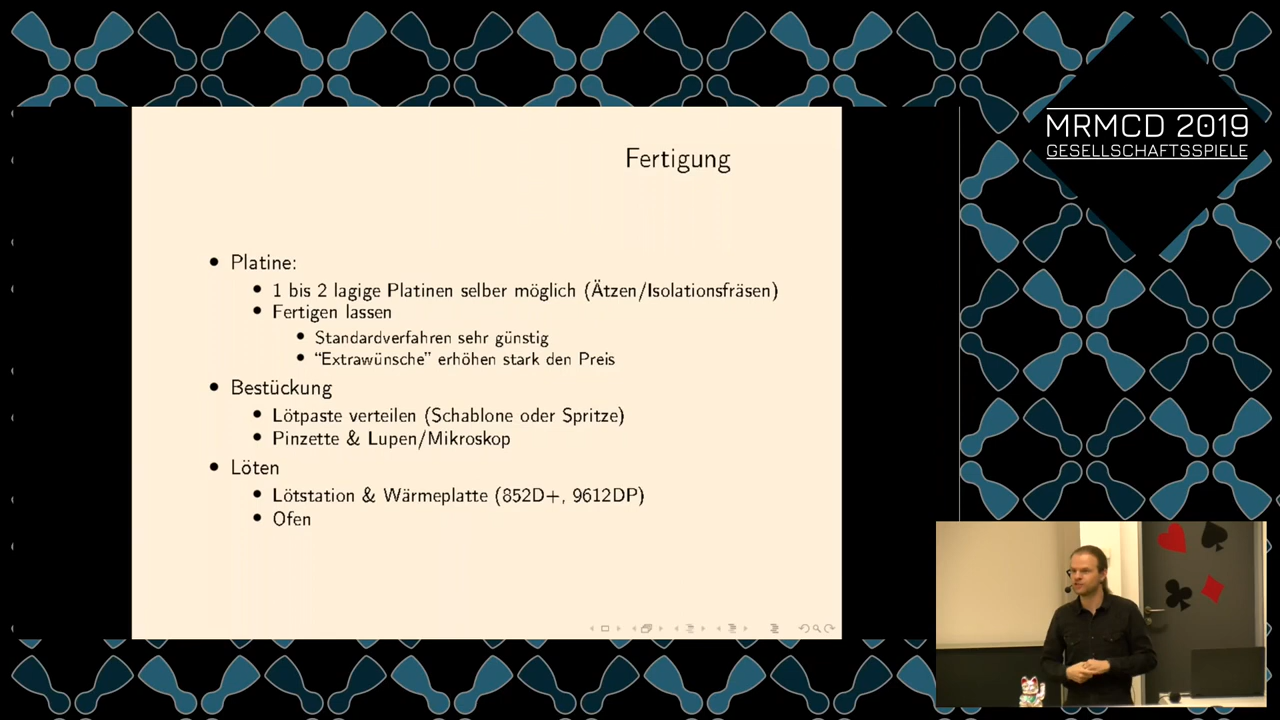 MRMCD 2019
GESELLSCHAFTSSPIELE
Fertigung
Platine:
1 bis 2 lagige Platinen selber möglich (Ätzen/Isolationsfräsen)
Fertigen lassen
Standardverfahren sehr günstig
“Extrawünsche” erhöhen stark den Preis
Bestückung
Lötpaste verteilen (Schablone oder Spritze)
Pinzette & Lupen/Mikroskop
Löten
Lötstation & Wärmeplatte (852D+, 9612DP)
Ofen